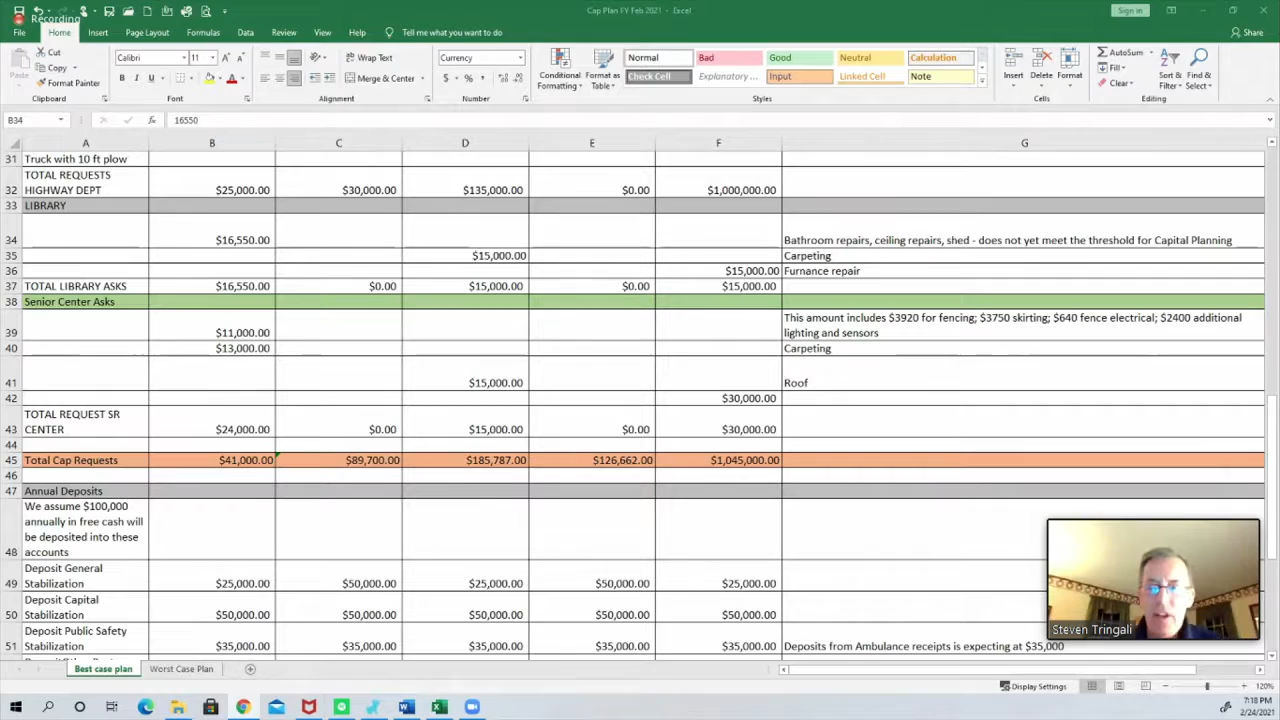 Recording
Cap Plan FY Feb 2021 - Excel
Sign in
File Home Insert Page Layout Formulas Data Review View Help Tell me what you want to do Share
Cut
Copy
Format Painter
Paste
Calibri 11
B I U
Wrap Text
Merge & Center
Currency
$ % ,
Conditional Formatting
Format as Table
Normal Bad Good Neutral Calculation
Check Cell Explanatory ... Input Linked Cell Note
Insert Delete Format
AutoSum
Fill
Clear
Sort & Filter
Find & Select
Clipboard Font Alignment Number Styles Cells Editing
B34 fx 16550
A B C D E F G
31 Truck with 10 ft plow
TOTAL REQUESTS
32 HIGHWAY DEPT $25,000.00 $30,000.00 $135,000.00 $0.00 $1,000,000.00
33 LIBRARY
34 $16,550.00 Bathroom repairs, ceiling repairs, shed - does not yet meet the threshold for Capital Planning
35 $15,000.00 Carpeting
36 $15,000.00 Furnance repair
37 TOTAL LIBRARY ASKS $16,550.00 $0.00 $15,000.00 $0.00 $15,000.00
38 Senior Center Asks
This amount includes $3920 for fencing; $3750 skirting; $640 fence electrical; $2400 additional
39 $11,000.00 lighting and sensors
40 $13,000.00 Carpeting
41 $15,000.00 Roof
42 $30,000.00
TOTAL REQUEST SR
43 CENTER $24,000.00 $0.00 $15,000.00 $0.00 $30,000.00
44
45 Total Cap Requests $41,000.00 $89,700.00 $185,787.00 $126,662.00 $1,045,000.00
46
47 Annual Deposits
We assume $100,000
annually in free cash will
be deposited into these
48 accounts
Deposit General
49 Stabilization $25,000.00 $50,000.00 $25,000.00 $50,000.00 $25,000.00
Deposit Capital
50 Stabilization $50,000.00 $50,000.00 $50,000.00 $50,000.00 $50,000.00
Deposit Public Safety
51 Stabilization $35,000.00 $35,000.00 $35,000.00 $35,000.00 $35,000.00 Deposits from Ambulance receipts is expecting at $35,000
Steven Tringali
Best case plan Worst Case Plan
Display Settings 120%
7:18 PM
2/24/2021